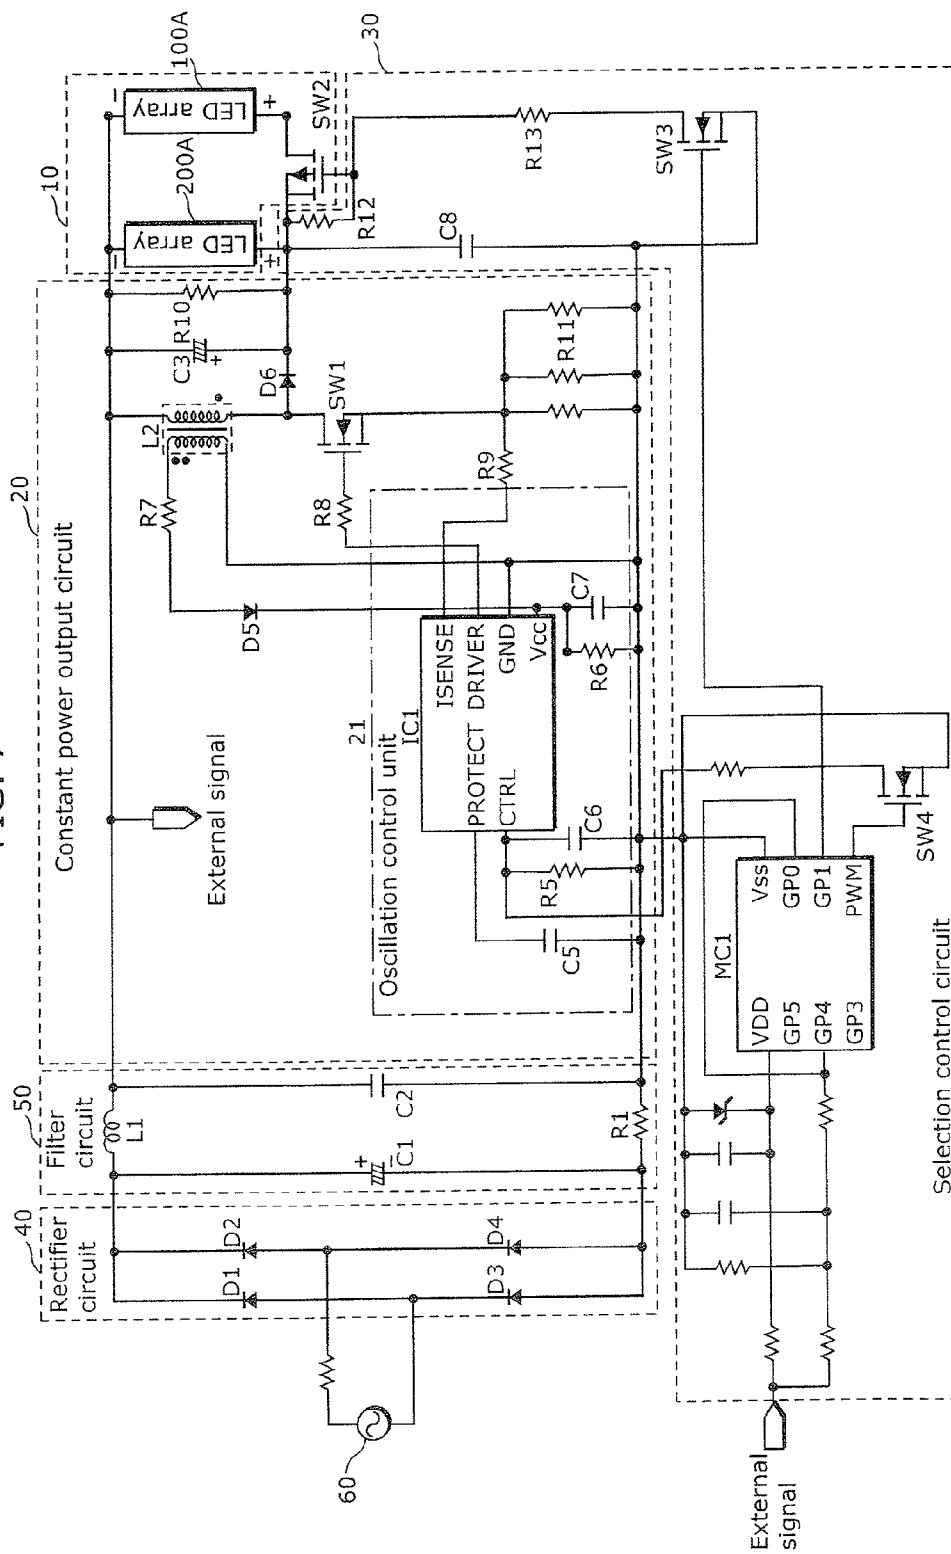 10
20
30
40
50
60
Constant power output circuit
100A
200A
LED array
LED array
-
+
-
+
SW2
R12
R13
SW3
C8
R10
C3
+
D6
SW1
R11
L2
R7
R8
R9
D5
External signal
21
Oscillation control unit
IC1
ISENSE
PROTECT
DRIVER
CTRL
GND
Vcc
C7
R6
C6
R5
C5
Filter
circuit
L1
C2
C1
+
-
R1
Rectifier
circuit
D1
D2
D3
D4
MC1
VDD
Vss
GP5
GP0
GP4
GP1
GP3
PWM
SW4
Selection control circuit
External
signal